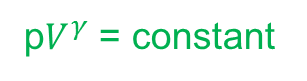 p𝑉^𝛾 = constant